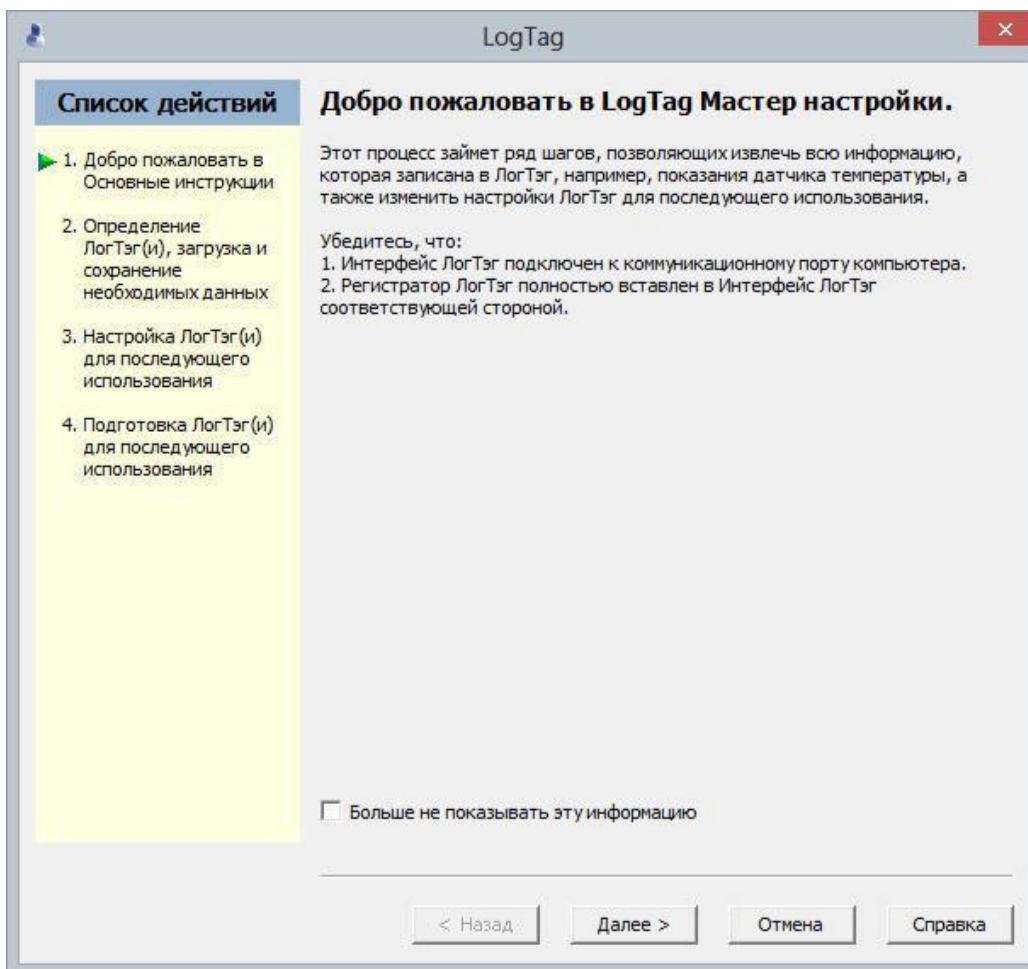 LogTag
Список действий
1. Добро пожаловать в
Основные инструкции
2. Определение
ЛогТэг(и), загрузка и
сохранение
необходимых данных
3. Настройка ЛогТэг(и)
для последующего
использования
4. Подготовка ЛогТэг(и)
для последующего
использования
Добро пожаловать в LogTag Мастер настройки.
Этот процесс займет ряд шагов, позволяющих извлечь всю информацию,
которая записана в ЛогТэг, например, показания датчика температуры, а
также изменить настройки ЛогТэг для последующего использования.
Убедитесь, что:
1. Интерфейс ЛогТэг подключен к коммуникационному порту компьютера.
2. Регистратор ЛогТэг полностью вставлен в Интерфейс ЛогТэг
соответствующей стороной.
Больше не показывать эту информацию
< Назад
Далее >
Отмена
Справка